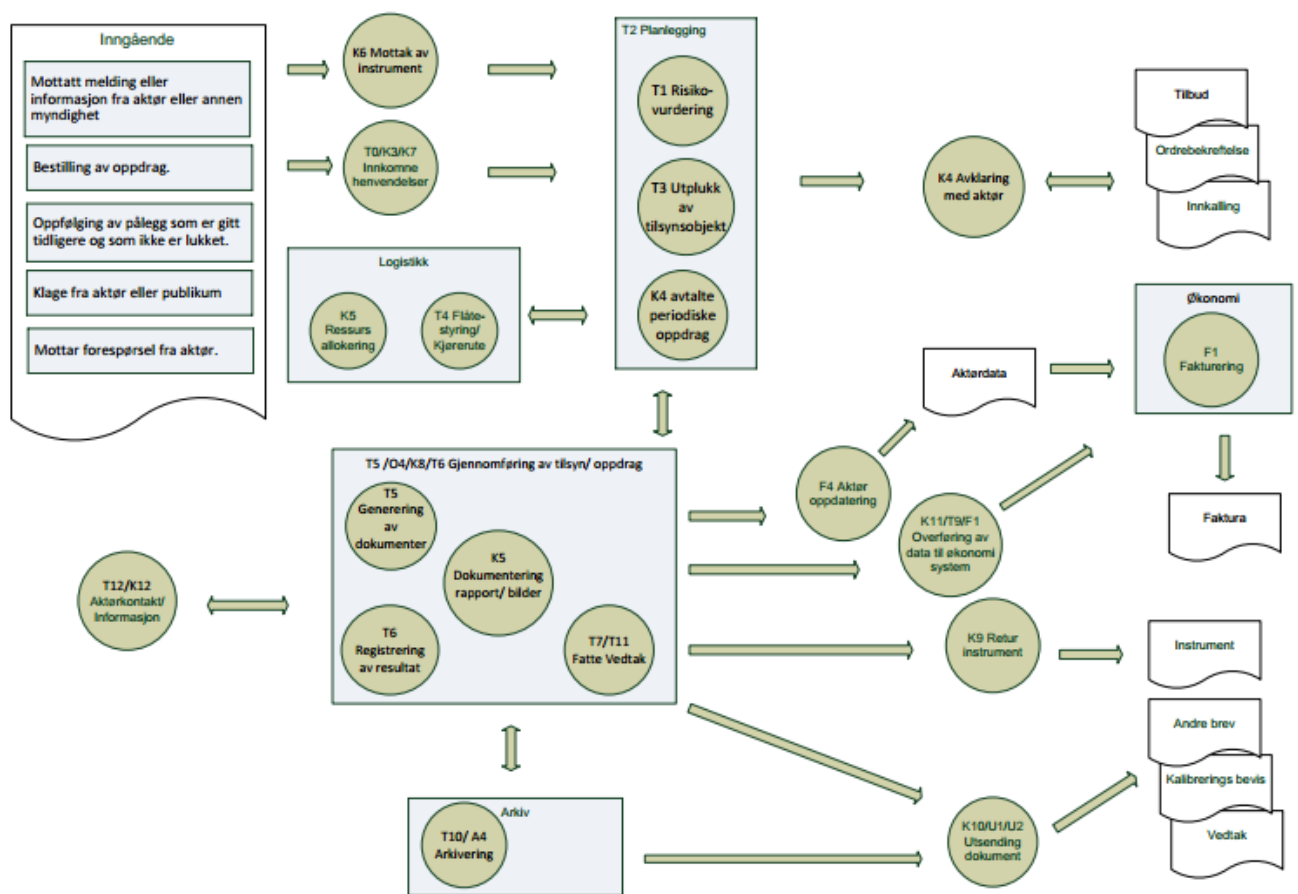 Inngående
Mottatt melding eller
informasjon fra aktør eller annen
myndighet
Bestilling av oppdrag.
Oppfølging av pålegg som er gitt
tidligere og som ikke er lukket.
Klage fra aktør eller publikum
Mottar forespørsel fra aktør.
K6 Mottak av
instrument
T0/K3/K7
Innkomne
henvendelser
Logistikk
K5
Ressurs
allokering
T4 Flåte-
styring/
Kjørerute
T2 Planlegging
T1 Risiko-
vurdering
T3 Utplukk
av
tilsynsobjekt
K4 avtalte
periodiske
oppdrag
K4 Avklaring
med aktør
Tilbud
Ordrebekreftelse
Innkalling
Økonomi
F1
Fakturering
Aktørdata
Faktura
F4 Aktør
oppdatering
K11/T9/F1
Overføring av
data til økonomi
system
T5 /O4/K8/T6 Gjennomføring av tilsyn/ oppdrag
T5
Generering
av
dokumenter
K5
Dokumentering
rapport/ bilder
T6
Registrering
av resultat
T7/T11
Fatte Vedtak
T12/K12
Aktørkontakt/
Informasjon
K9 Retur
instrument
Instrument
Andre brev
Kalibrerings bevis
Vedtak
Arkiv
T10/ A4
Arkivering
K10/U1/U2
Utsending
dokument